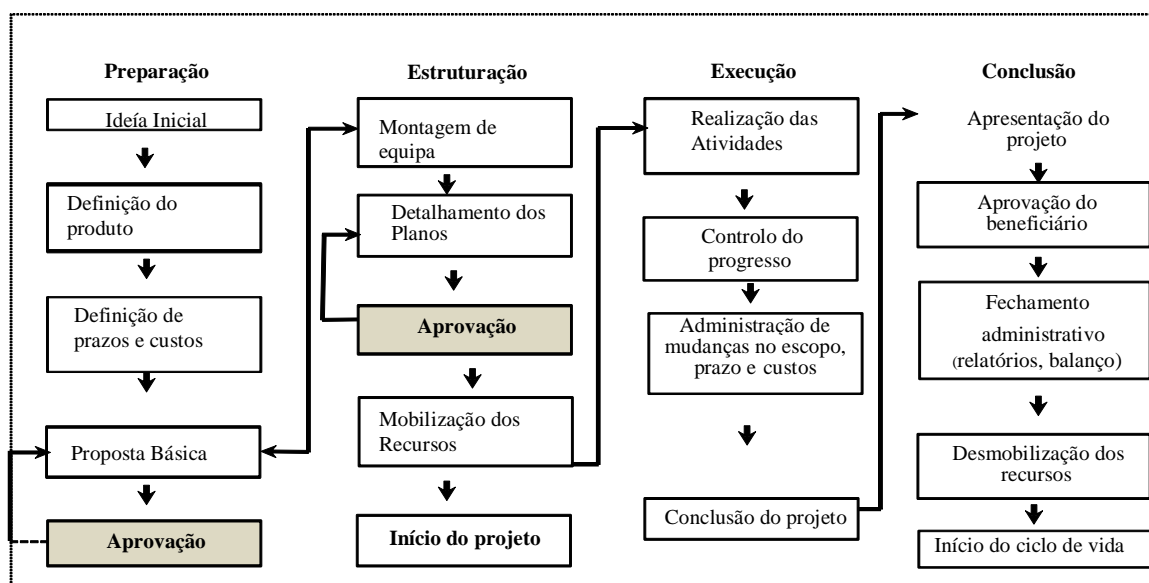 Preparação
Ideía Inicial
Definição do
produto
Definição de
prazos e custos
Proposta Básica
Aprovação
Estruturação
Montagem de
equipa
Detalhamento dos
Planos
Aprovação
Mobilização dos
Recursos
Início do projeto
Execução
Realização das
Atividades
Controlo do
progresso
Administração de
mudanças no escopo,
prazo e custos
Conclusão do projeto
Conclusão
Apresentação do
projeto
Aprovação do
beneficiário
Fechamento
administrativo
(relatórios, balanço)
Desmobilização dos
recursos
Início do ciclo de vida